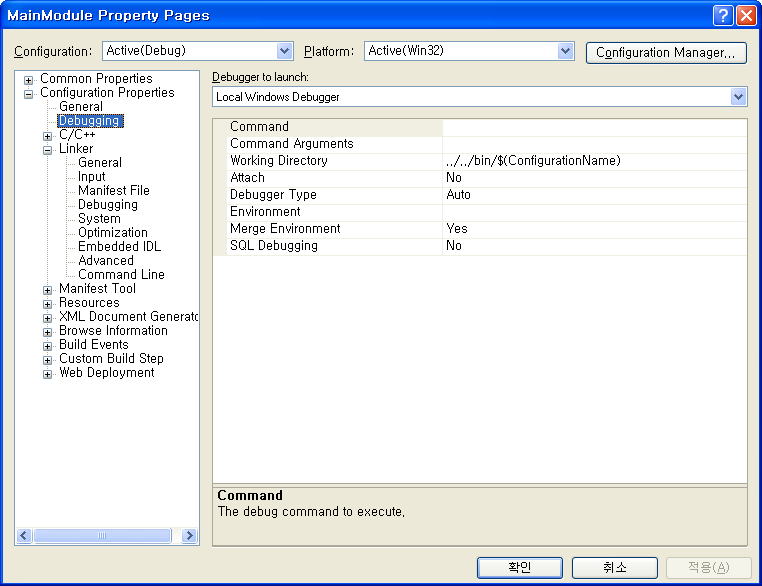 MainModule Property Pages
Configuration: Active(Debug) Platform: Active(Win32) Configuration Manager...
Common Properties
Configuration Properties
General
Debugging
C/C++
Linker
General
Input
Manifest File
Debugging
System
Optimization
Embedded IDL
Advanced
Command Line
Manifest Tool
Resources
XML Document Generato
Browse Information
Build Events
Custom Build Step
Web Deployment
Debugger to launch:
Local Windows Debugger
Command
Command Arguments
Working Directory ../../bin/$(ConfigurationName)
Attach No
Debugger Type Auto
Environment
Merge Environment Yes
SQL Debugging No
Command
The debug command to execute.
확인 취소 적용(A)